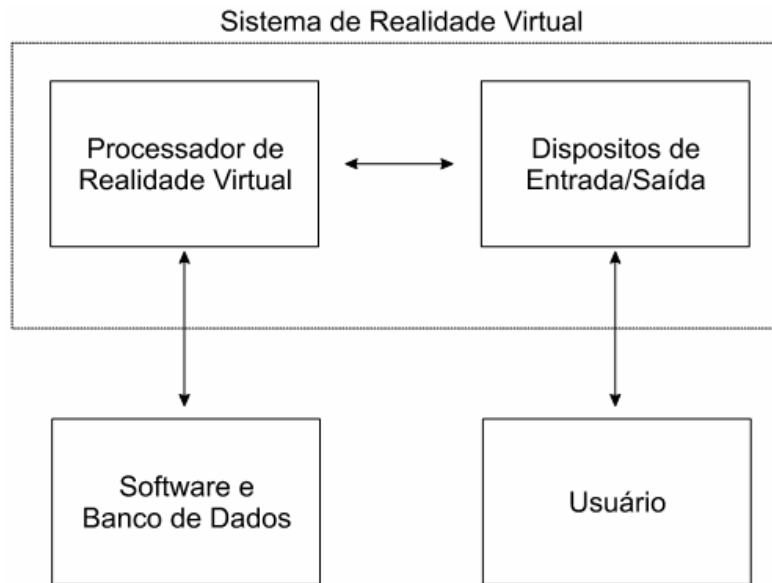 Sistema de Realidade Virtual
Processador de
Realidade Virtual
Dispositos de
Entrada/Saída
Software e
Banco de Dados
Usuário